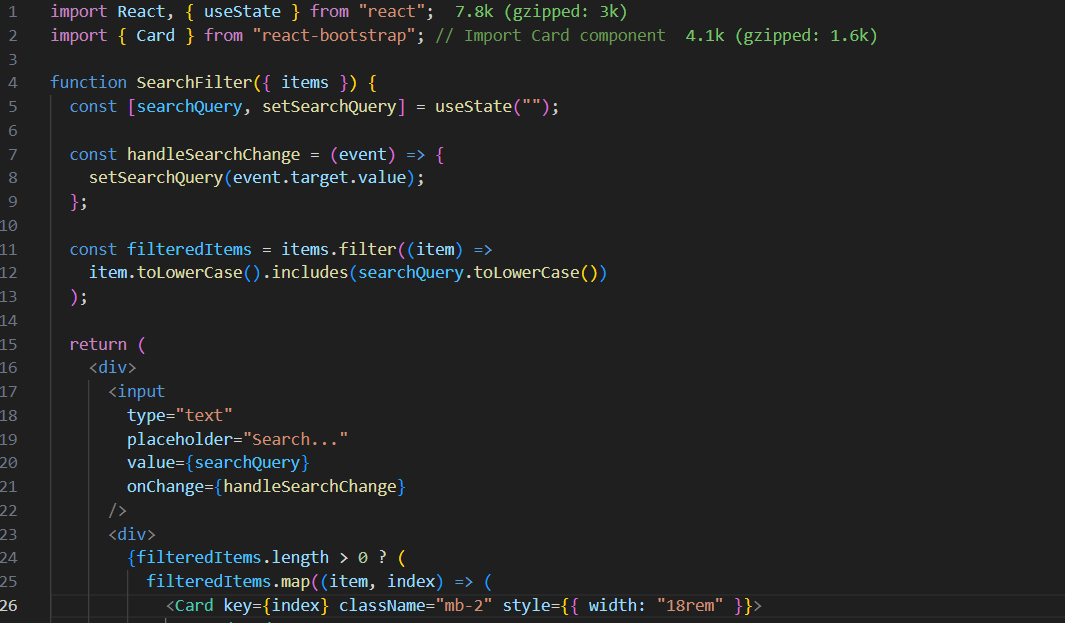 1 import React, { useState } from "react";  7.8k (gzipped: 3k)
2 import { Card } from "react-bootstrap"; // Import Card component  4.1k (gzipped: 1.6k)
3
4 function SearchFilter({ items }) {
5   const [searchQuery, setSearchQuery] = useState("");
6
7   const handleSearchChange = (event) => {
8     setSearchQuery(event.target.value);
9   };
10
11   const filteredItems = items.filter((item) =>
12     item.toLowerCase().includes(searchQuery.toLowerCase())
13   );
14
15   return (
16     <div>
17       <input
18         type="text"
19         placeholder="Search..."
20         value={searchQuery}
21         onChange={handleSearchChange}
22       />
23       <div>
24         {filteredItems.length > 0 ? (
25           filteredItems.map((item, index) => (
26             <Card key={index} className="mb-2" style={{ width: "18rem" }}>